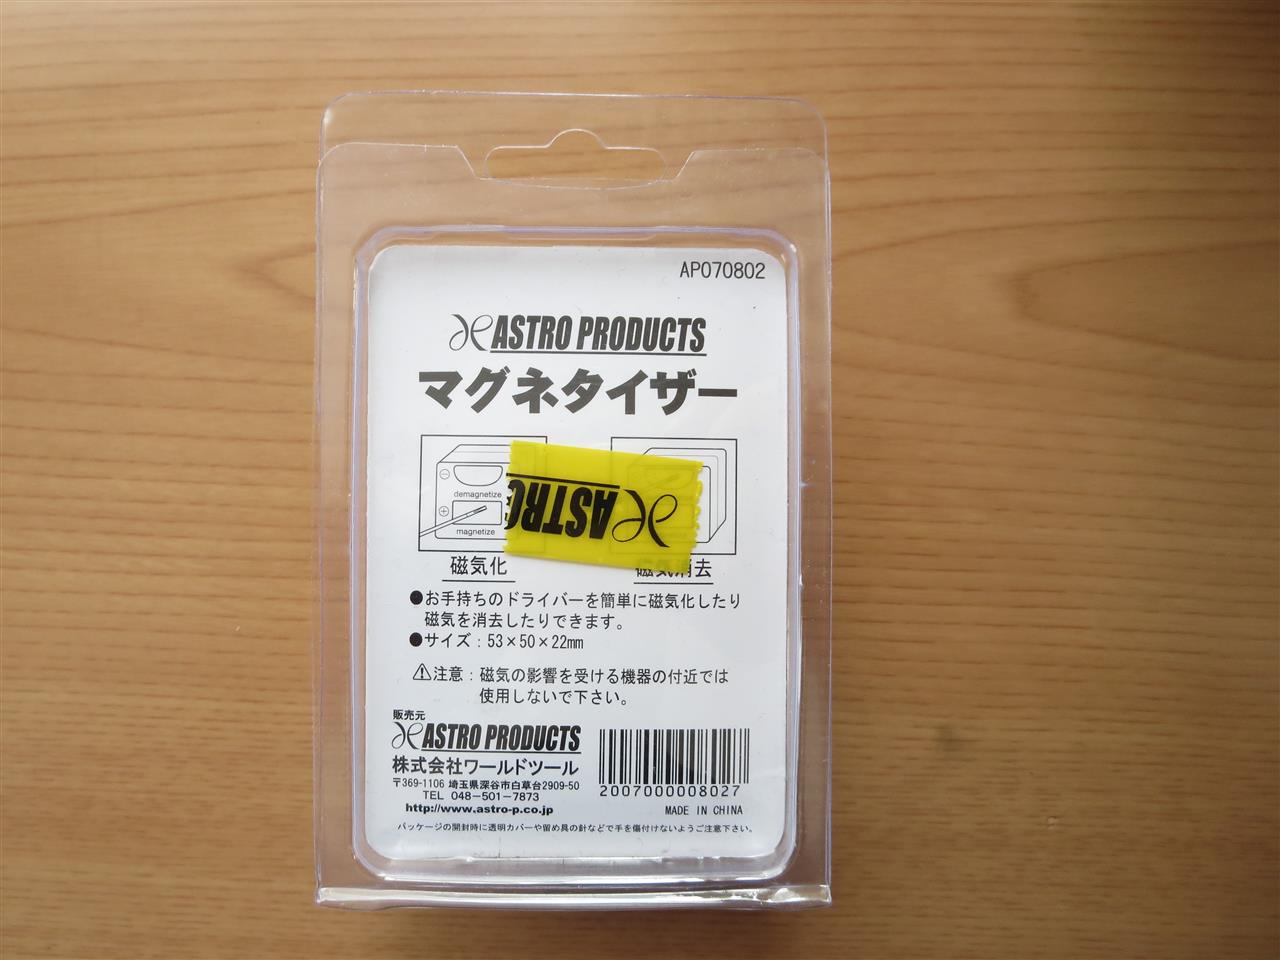 AP070802
ASTRO PRODUCTS
マグネタイザー
demagnetize
magnetize
ASTRO
磁気化
磁気消去
●お手持ちのドライバーを簡単に磁気化したり
磁気を消去したりできます。
●サイズ：53×50×22mm
⚠注意：磁気の影響を受ける機器の付近では
使用しないで下さい。
販売元
ASTRO PRODUCTS
株式会社ワールドツール
〒369-1106 埼玉県深谷市白草台2909-50
TEL 048-501-7873
http://www.astro-p.co.jp
2007000008027
MADE IN CHINA
パッケージの開封時に透明カバーや留め具の針などで手を傷付けないようご注意下さい。